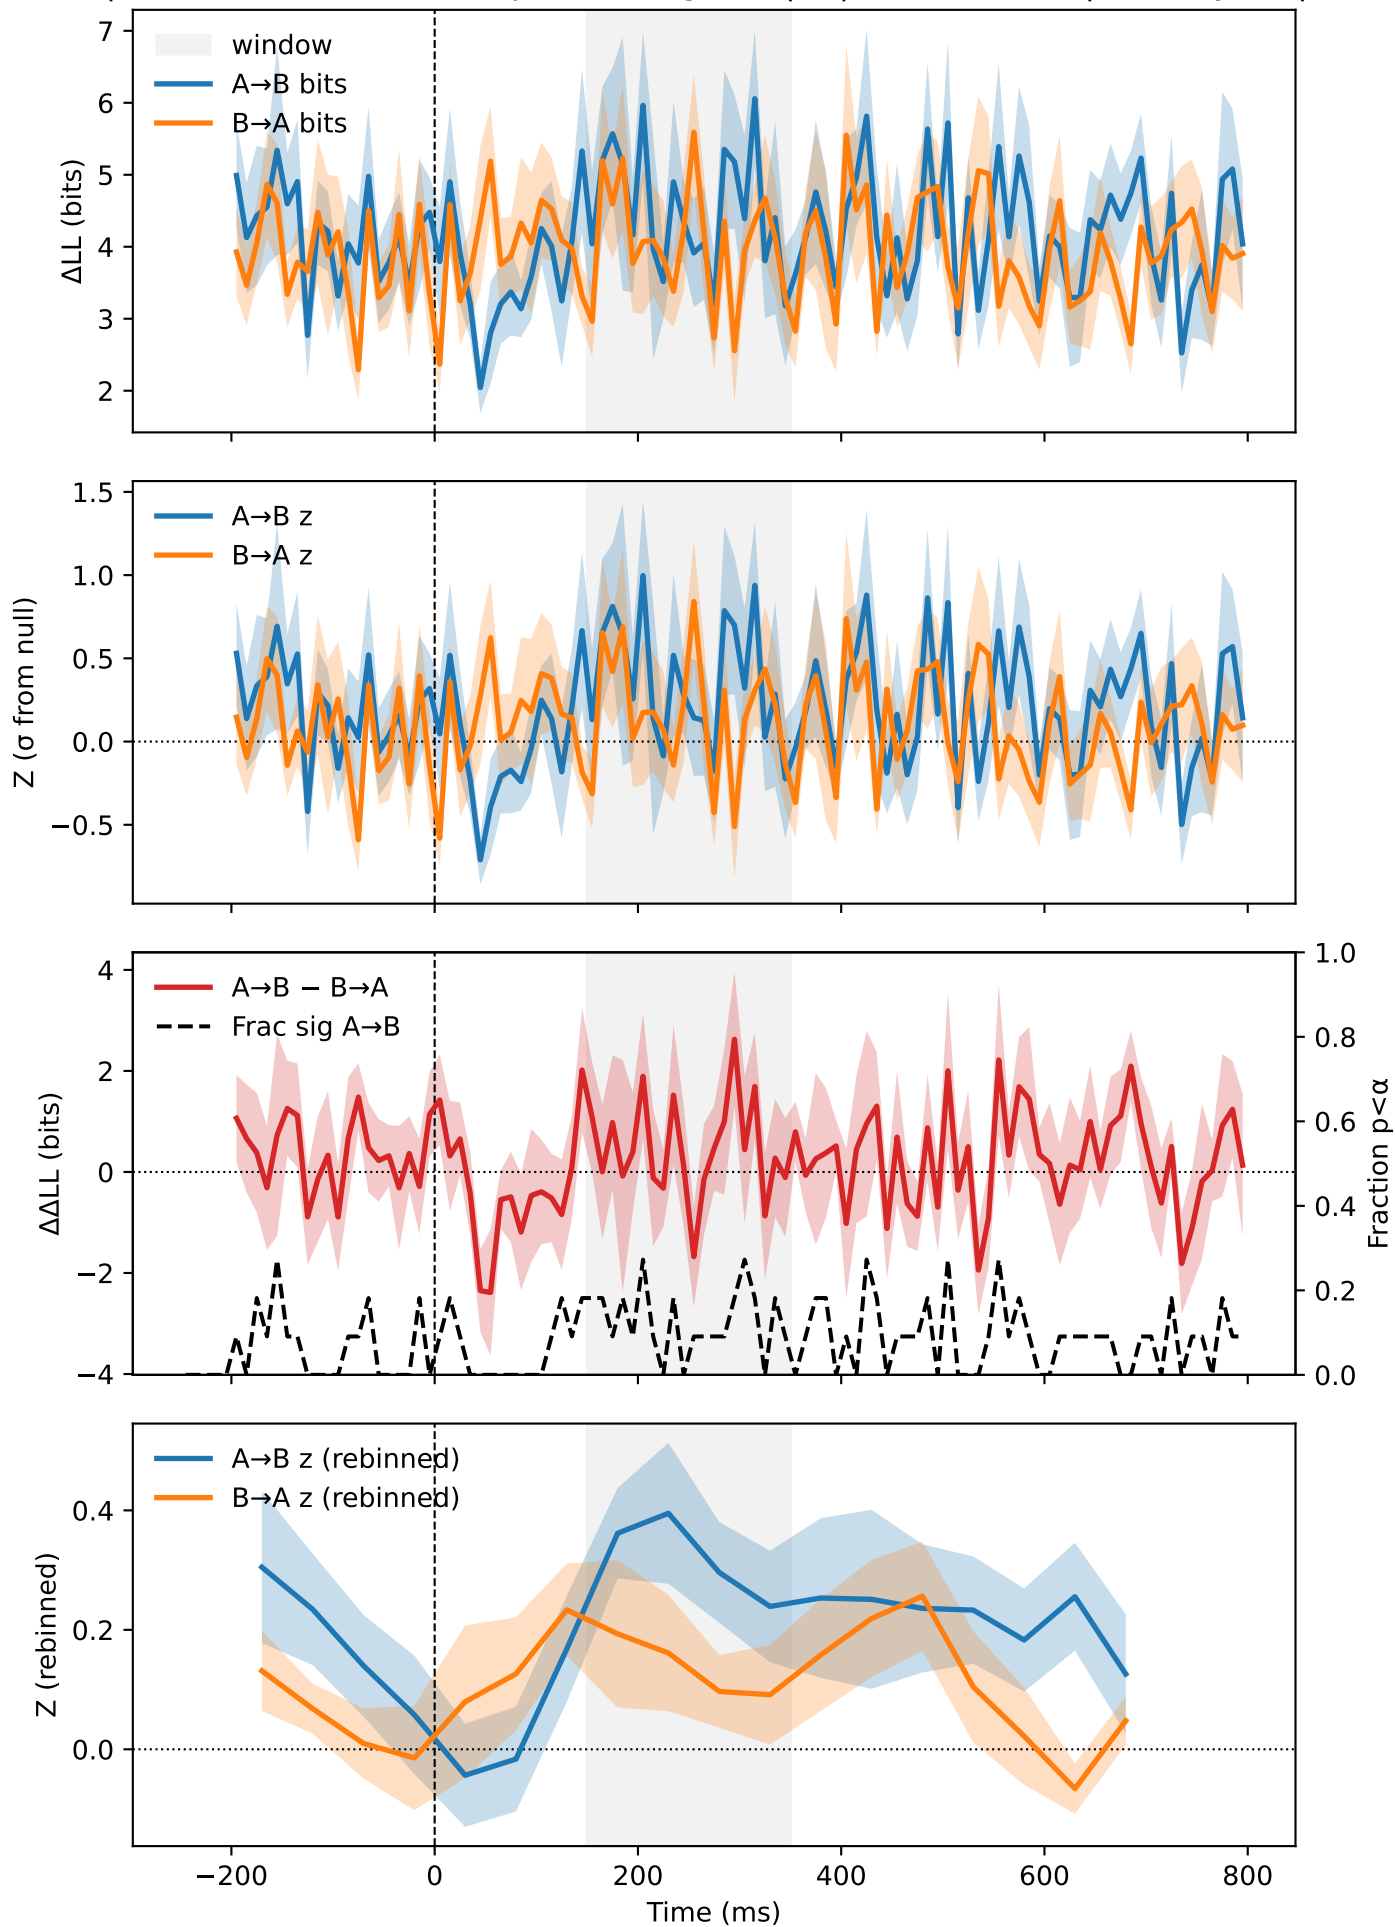 window
A→B bits
B→A bits
7
6
5
4
3
2
ΔLL (bits)
A→B z
B→A z
1.5
1.0
0.5
0.0
−0.5
Z (σ from null)
A→B − B→A
Frac sig A→B
4
2
0
−2
−4
ΔΔLL (bits)
1.0
0.8
0.6
0.4
0.2
0.0
Fraction p<α
A→B z (rebinned)
B→A z (rebinned)
0.4
0.2
0.0
Z (rebinned)
−200 0 200 400 600 800
Time (ms)